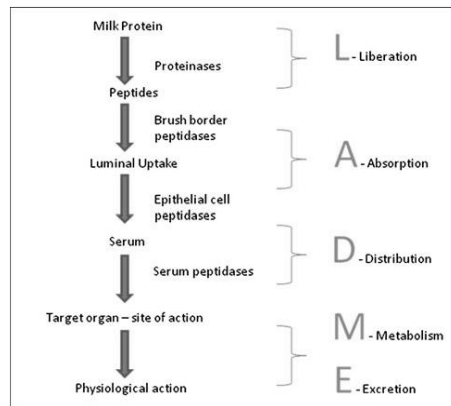 Milk Protein
Proteinases
L - Liberation
Peptides
Brush border
peptidases
Luminal Uptake
A - Absorption
Epithelial cell
peptidases
Serum
D - Distribution
Serum peptidases
Target organ – site of action
M - Metabolism
Physiological action
E - Excretion